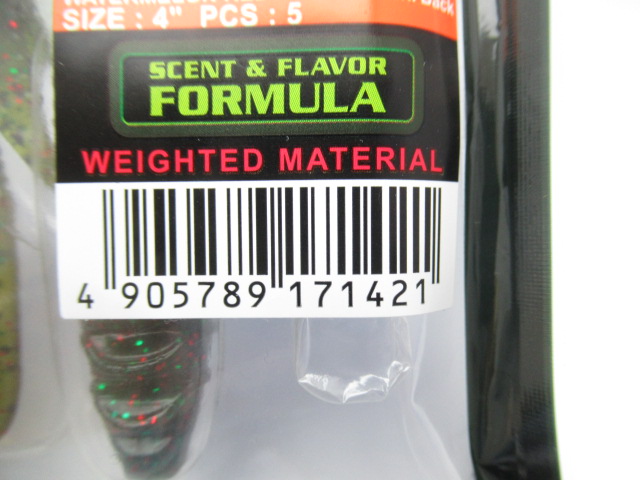 SIZE : 4" PCS : 5
SCENT & FLAVOR
FORMULA
WEIGHTED MATERIAL
4 905789 171421